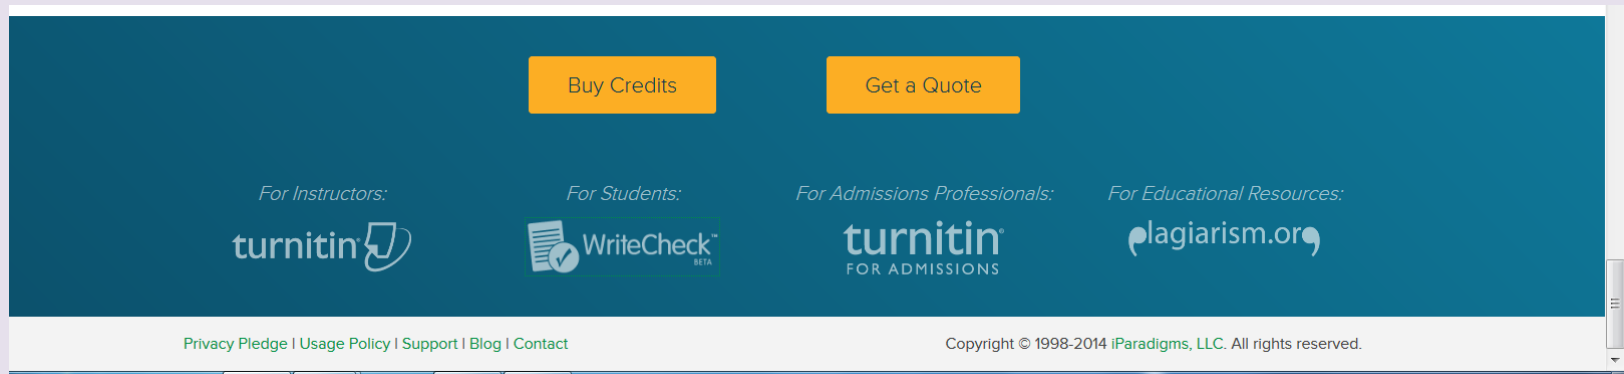 Buy Credits
Get a Quote
For Instructors:
For Students:
For Admissions Professionals:
For Educational Resources:
turnitin
WriteCheck™
BETA
turnitin®
FOR ADMISSIONS
plagiarism.org
Privacy Pledge | Usage Policy | Support | Blog | Contact
Copyright © 1998-2014 iParadigms, LLC. All rights reserved.